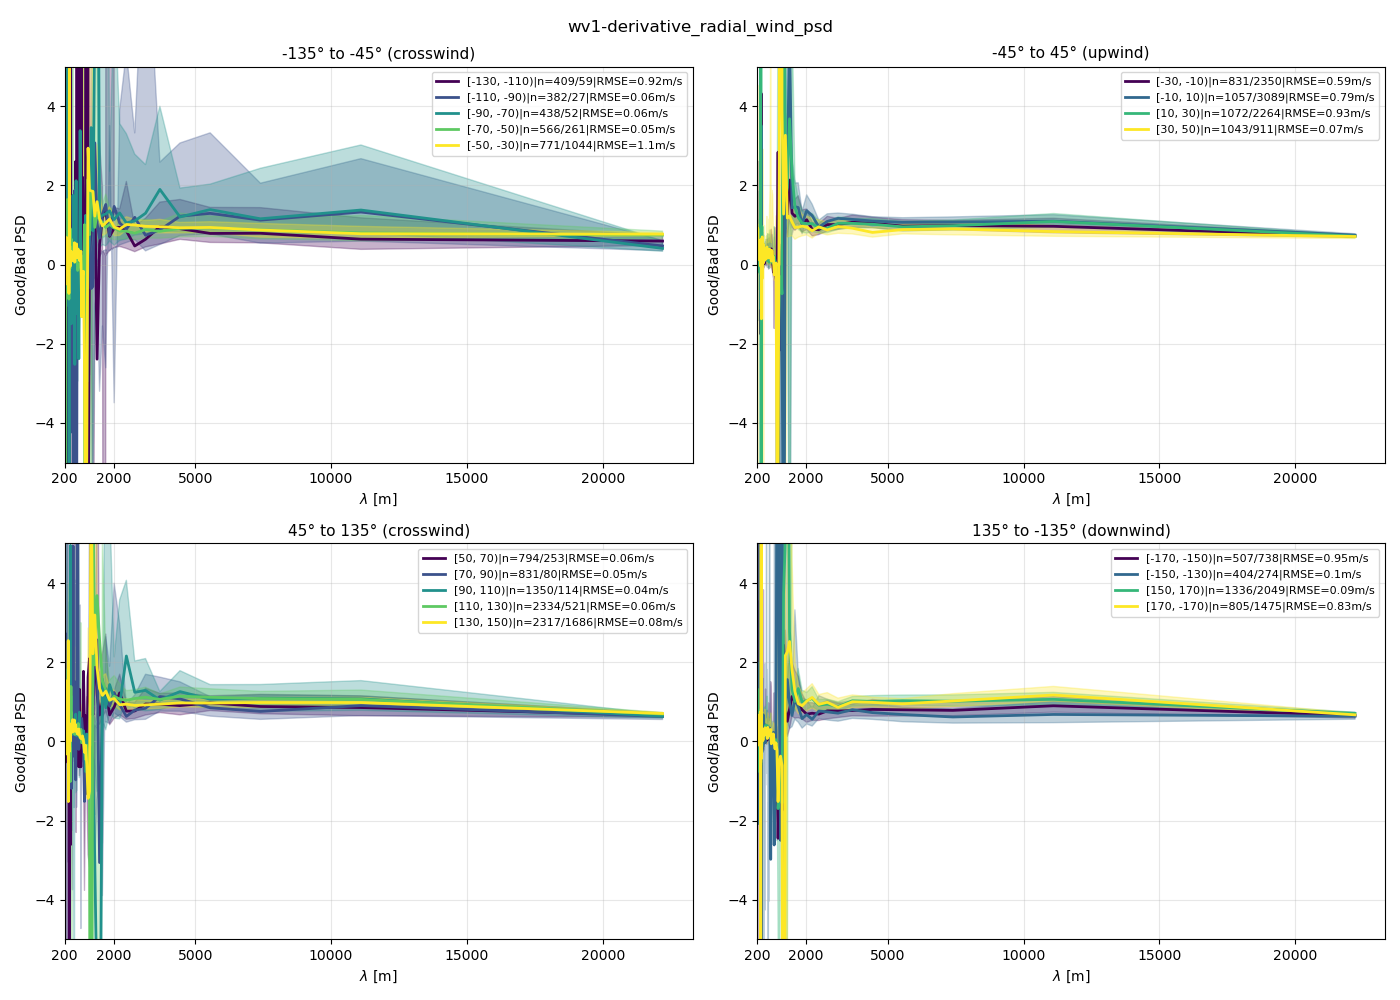 wv1-derivative_radial_wind_psd
-135° to -45° (crosswind)
Good/Bad PSD
4
2
0
−2
−4
[-130, -110)|n=409/59|RMSE=0.92m/s
[-110, -90)|n=382/27|RMSE=0.06m/s
[-90, -70)|n=438/52|RMSE=0.06m/s
[-70, -50)|n=566/261|RMSE=0.05m/s
[-50, -30)|n=771/1044|RMSE=1.1m/s
200 2000 5000 10000 15000 20000
λ [m]
-45° to 45° (upwind)
Good/Bad PSD
4
2
0
−2
−4
[-30, -10)|n=831/2350|RMSE=0.59m/s
[-10, 10)|n=1057/3089|RMSE=0.79m/s
[10, 30)|n=1072/2264|RMSE=0.93m/s
[30, 50)|n=1043/911|RMSE=0.07m/s
200 2000 5000 10000 15000 20000
λ [m]
45° to 135° (crosswind)
Good/Bad PSD
4
2
0
−2
−4
[50, 70)|n=794/253|RMSE=0.06m/s
[70, 90)|n=831/80|RMSE=0.05m/s
[90, 110)|n=1350/114|RMSE=0.04m/s
[110, 130)|n=2334/521|RMSE=0.06m/s
[130, 150)|n=2317/1686|RMSE=0.08m/s
200 2000 5000 10000 15000 20000
λ [m]
135° to -135° (downwind)
Good/Bad PSD
4
2
0
−2
−4
[-170, -150)|n=507/738|RMSE=0.95m/s
[-150, -130)|n=404/274|RMSE=0.1m/s
[150, 170)|n=1336/2049|RMSE=0.09m/s
[170, -170)|n=805/1475|RMSE=0.83m/s
200 2000 5000 10000 15000 20000
λ [m]